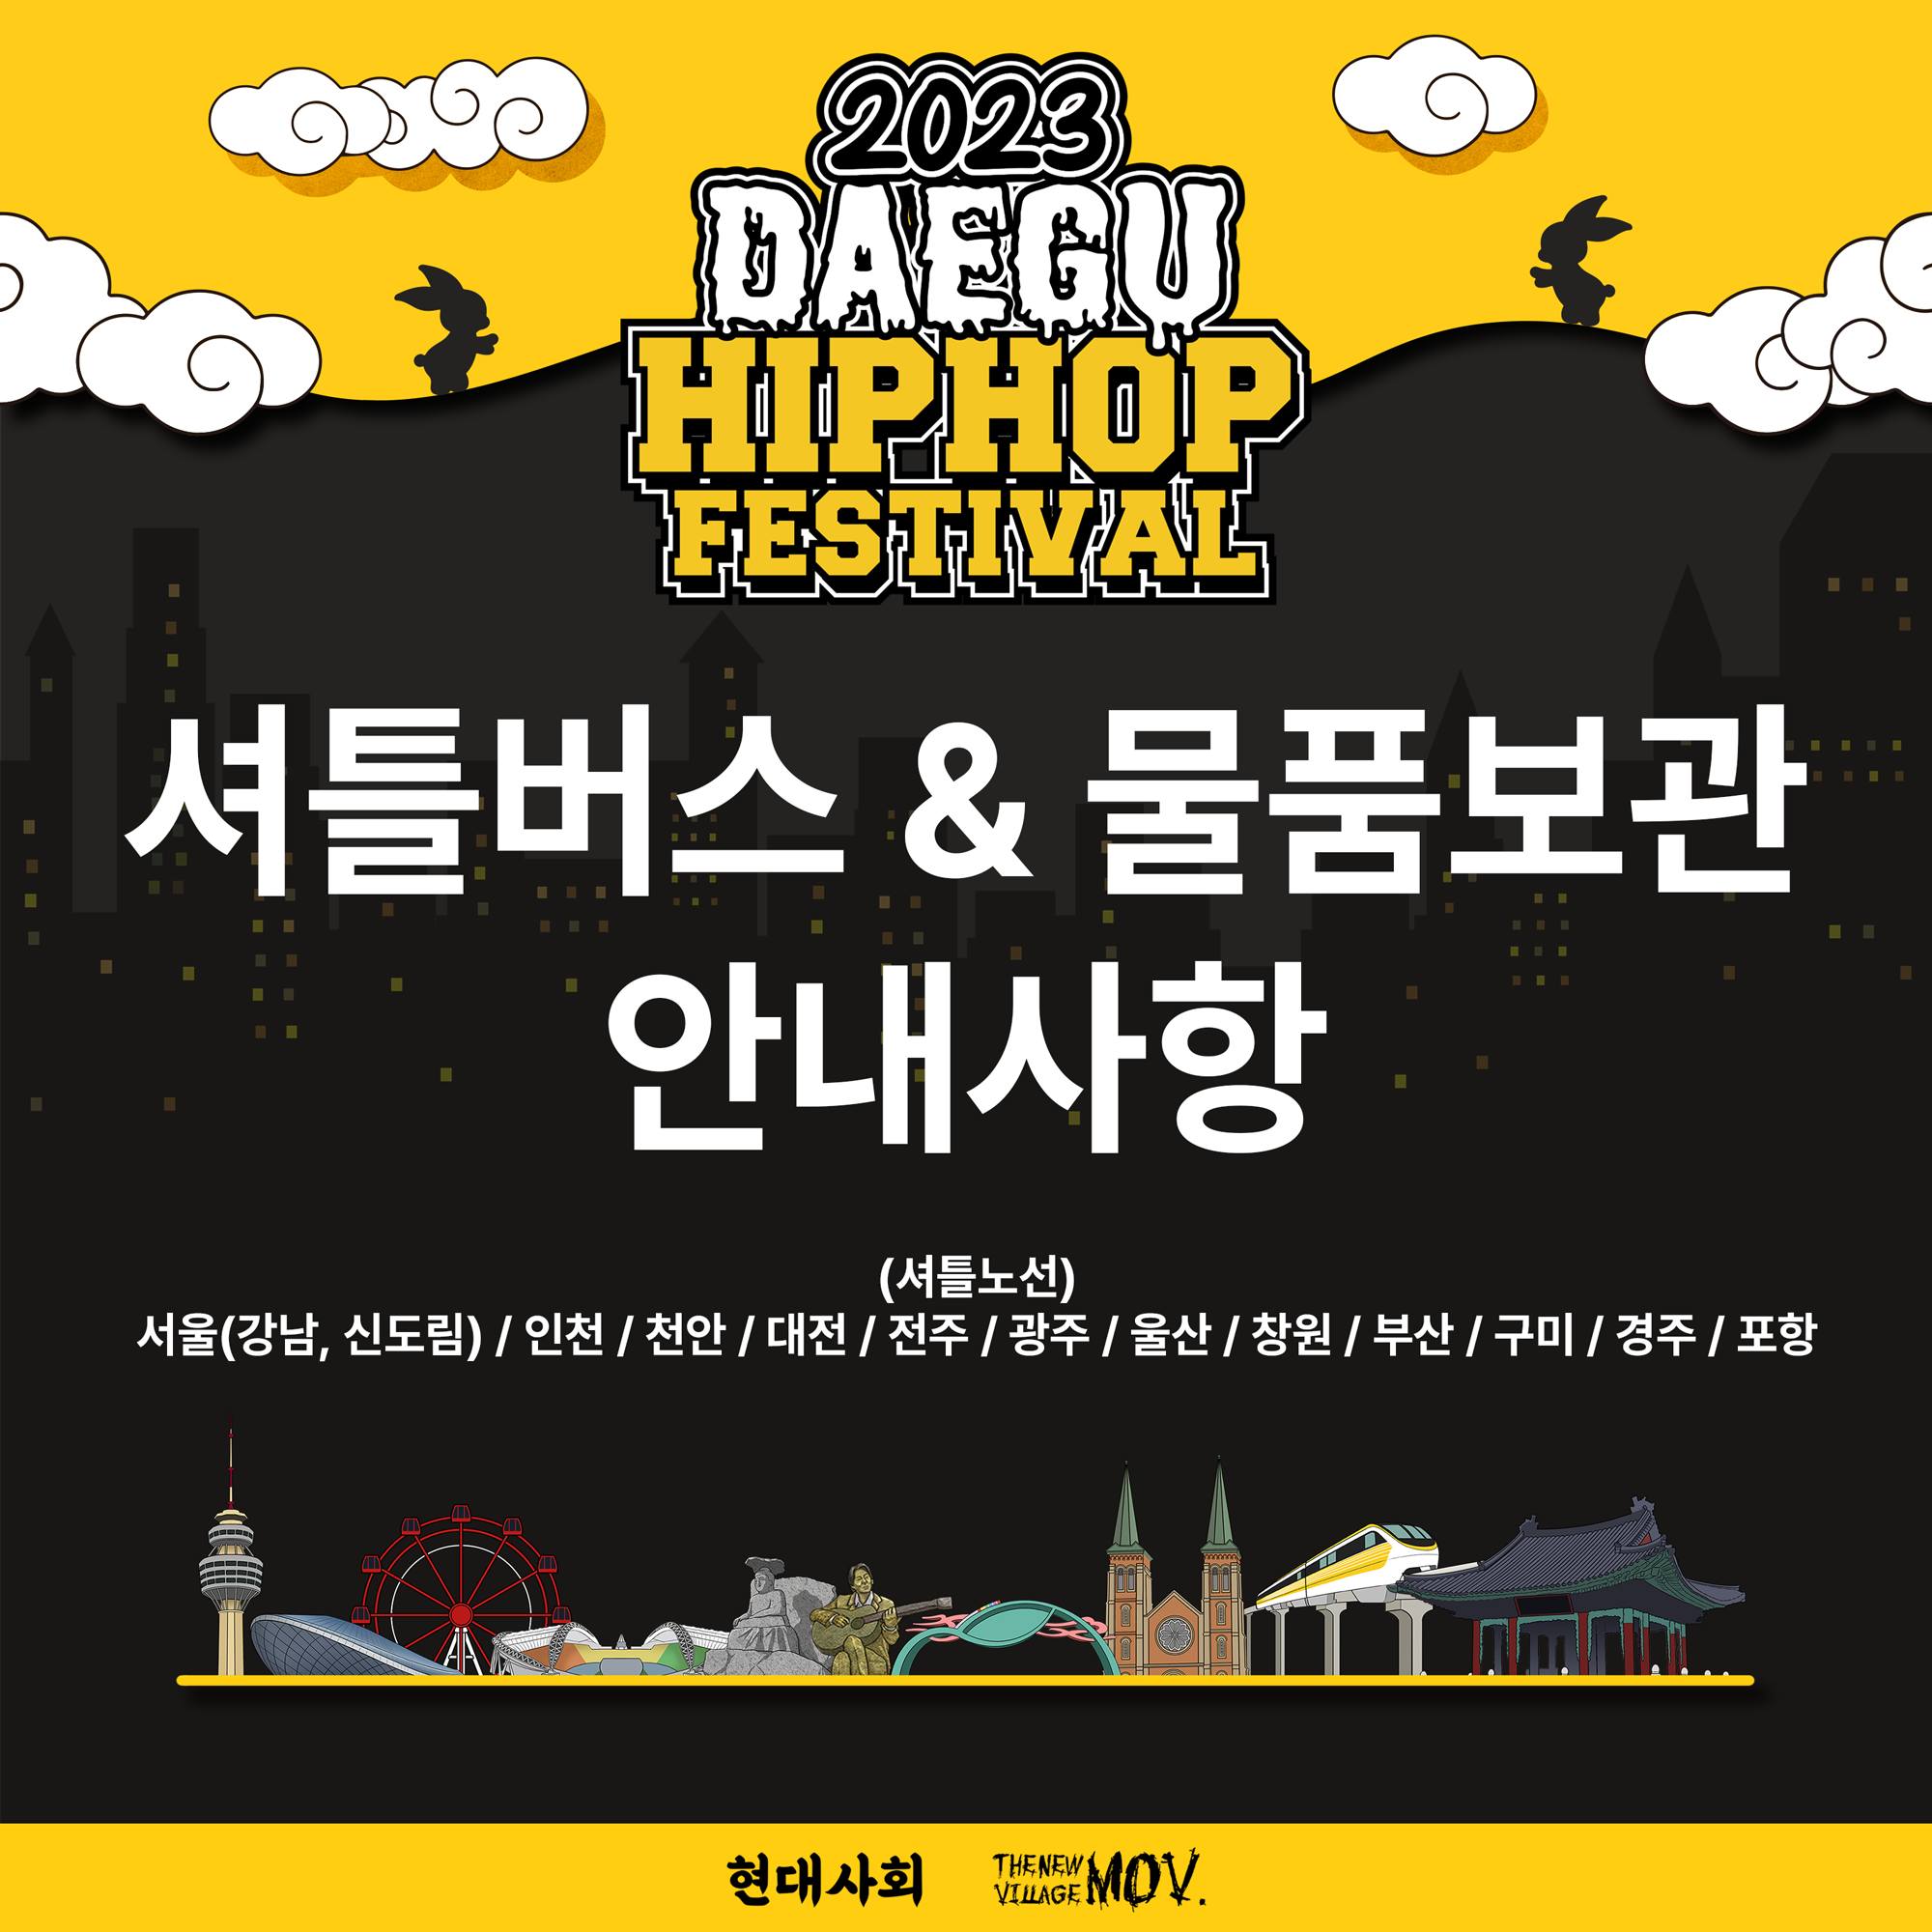 2023
DAEGU
HIPHOP
FESTIVAL
셔틀버스 & 물품보관
안내사항
(셔틀노선)
서울(강남, 신도림) / 인천 / 천안 / 대전 / 전주 / 광주 / 울산 / 창원 / 부산 / 구미 / 경주 / 포항
현대사회
THE NEW
VILLAGE
MOV.